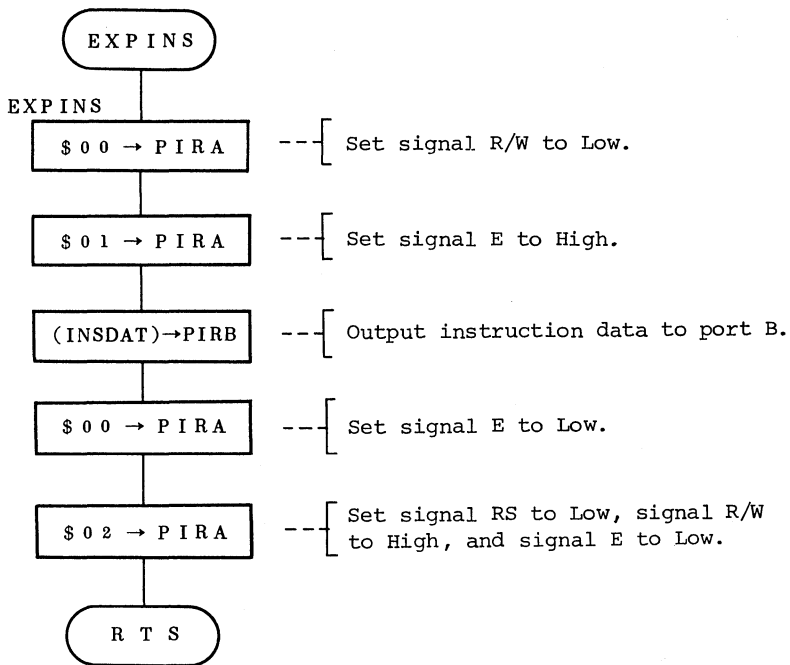 EXPINS
EXPINS
$00 → PIRA
Set signal R/W to Low.
$01 → PIRA
Set signal E to High.
(INSDAT)→PIRB
Output instruction data to port B.
$00 → PIRA
Set signal E to Low.
$02 → PIRA
Set signal RS to Low, signal R/W
to High, and signal E to Low.
RTS